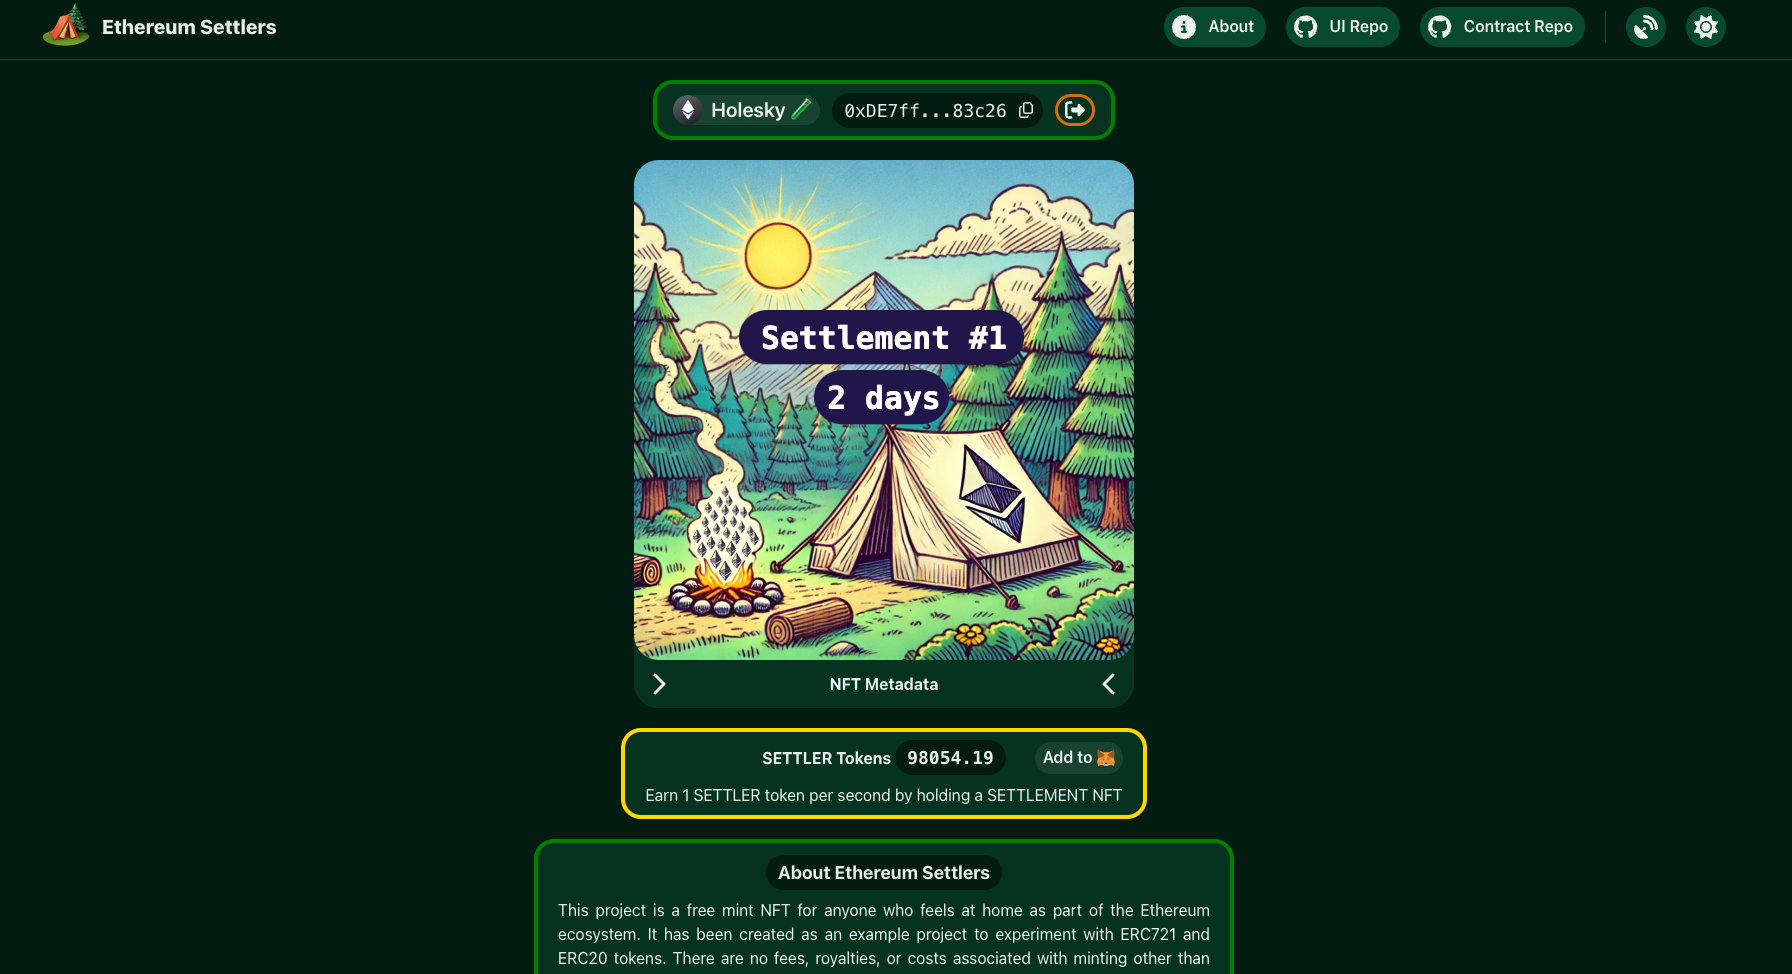 Ethereum Settlers
About
UI Repo
Contract Repo
Holesky
0xDE7ff...83c26
Settlement #1
2 days
NFT Metadata
SETTLER Tokens 98054.19 Add to
Earn 1 SETTLER token per second by holding a SETTLEMENT NFT
About Ethereum Settlers
This project is a free mint NFT for anyone who feels at home as part of the Ethereum
ecosystem. It has been created as an example project to experiment with ERC721 and
ERC20 tokens. There are no fees, royalties, or costs associated with minting other than